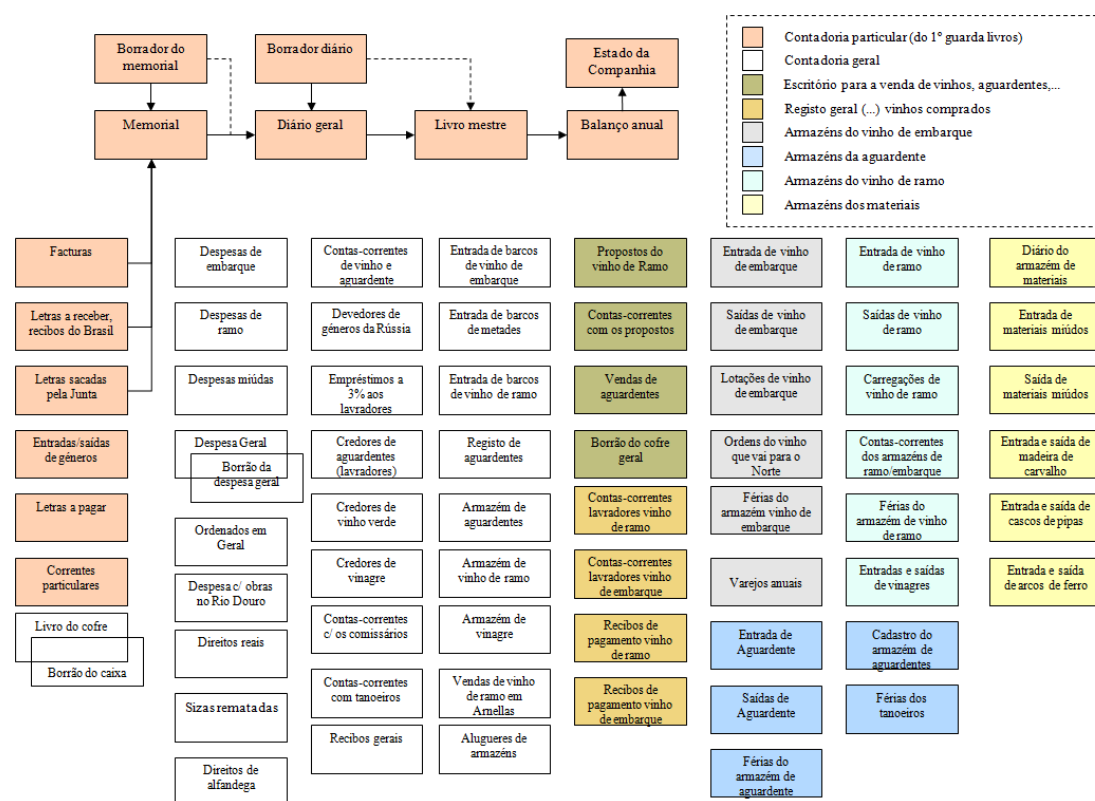 Borrador do
memorial
Borrador diário
Estado da
Companhia
Memorial
Diário geral
Livro mestre
Balanço anual
Contadoria particular (do 1º guarda livros)
Contadoria geral
Escritório para a venda de vinhos, aguardentes,...
Registo geral (...) vinhos comprados
Armazéns do vinho de embarque
Armazéns da aguardente
Armazéns do vinho de ramo
Armazéns dos materiais
Facturas
Letras a receber,
recibos do Brasil
Letras sacadas
pela Junta
Entradas/saídas
de géneros
Letras a pagar
Correntes
particulares
Livro do cofre
Borrão do caixa
Despesas de
embarque
Despesas de
ramo
Despesas miúdas
Despesa Geral
Borrão da
despesa geral
Ordenados em
Geral
Despesa c/ obras
no Rio Douro
Direitos reais
Sizas rematadas
Direitos de
alfandega
Contas-correntes
de vinho e
aguardente
Devedores de
géneros da Rússia
Empréstimos a
3% aos
lavradores
Credores de
aguardentes
(lavradores)
Credores de
vinho verde
Credores de
vinagre
Contas-correntes
c/ os comissários
Contas-correntes
com tanoeiros
Recibos gerais
Entrada de barcos
de vinho de
embarque
Entrada de barcos
de metades
Entrada de barcos
de vinho de ramo
Registo de
aguardentes
Armazém de
aguardentes
Armazém de
vinho de ramo
Armazém de
vinagre
Vendas de vinho
de ramo em
Arnellas
Alugueres de
armazéns
Propostos do
vinho de Ramo
Contas-correntes
com os propostos
Vendas de
aguardentes
Borrão do cofre
geral
Contas-correntes
lavradores vinho
de ramo
Contas-correntes
lavradores vinho
de embarque
Recibos de
pagamento vinho
de ramo
Recibos de
pagamento vinho
de embarque
Entrada de vinho
de embarque
Saídas de vinho
de embarque
Lotações de vinho
de embarque
Ordens do vinho
que vai para o
Norte
Férias do
armazém vinho
de embarque
Varejos anuais
Entrada de
Aguardente
Saídas de
Aguardente
Férias do
armazém de
aguardente
Entrada de vinho
de ramo
Saídas de vinho
de ramo
Carregações de
vinho de ramo
Contas-correntes
dos armazéns de
ramo/embarque
Férias do
armazém de vinho
de ramo
Entradas e saídas
de vinagres
Cadastro do
armazém de
aguardentes
Férias dos
tanoeiros
Diário do
armazém de
materiais
Entrada de
materiais miúdos
Saída de
materiais miúdos
Entrada e saída de
madeira de
carvalho
Entrada e saída
de cascos de pipas
Entrada e saída
de arcos de ferro